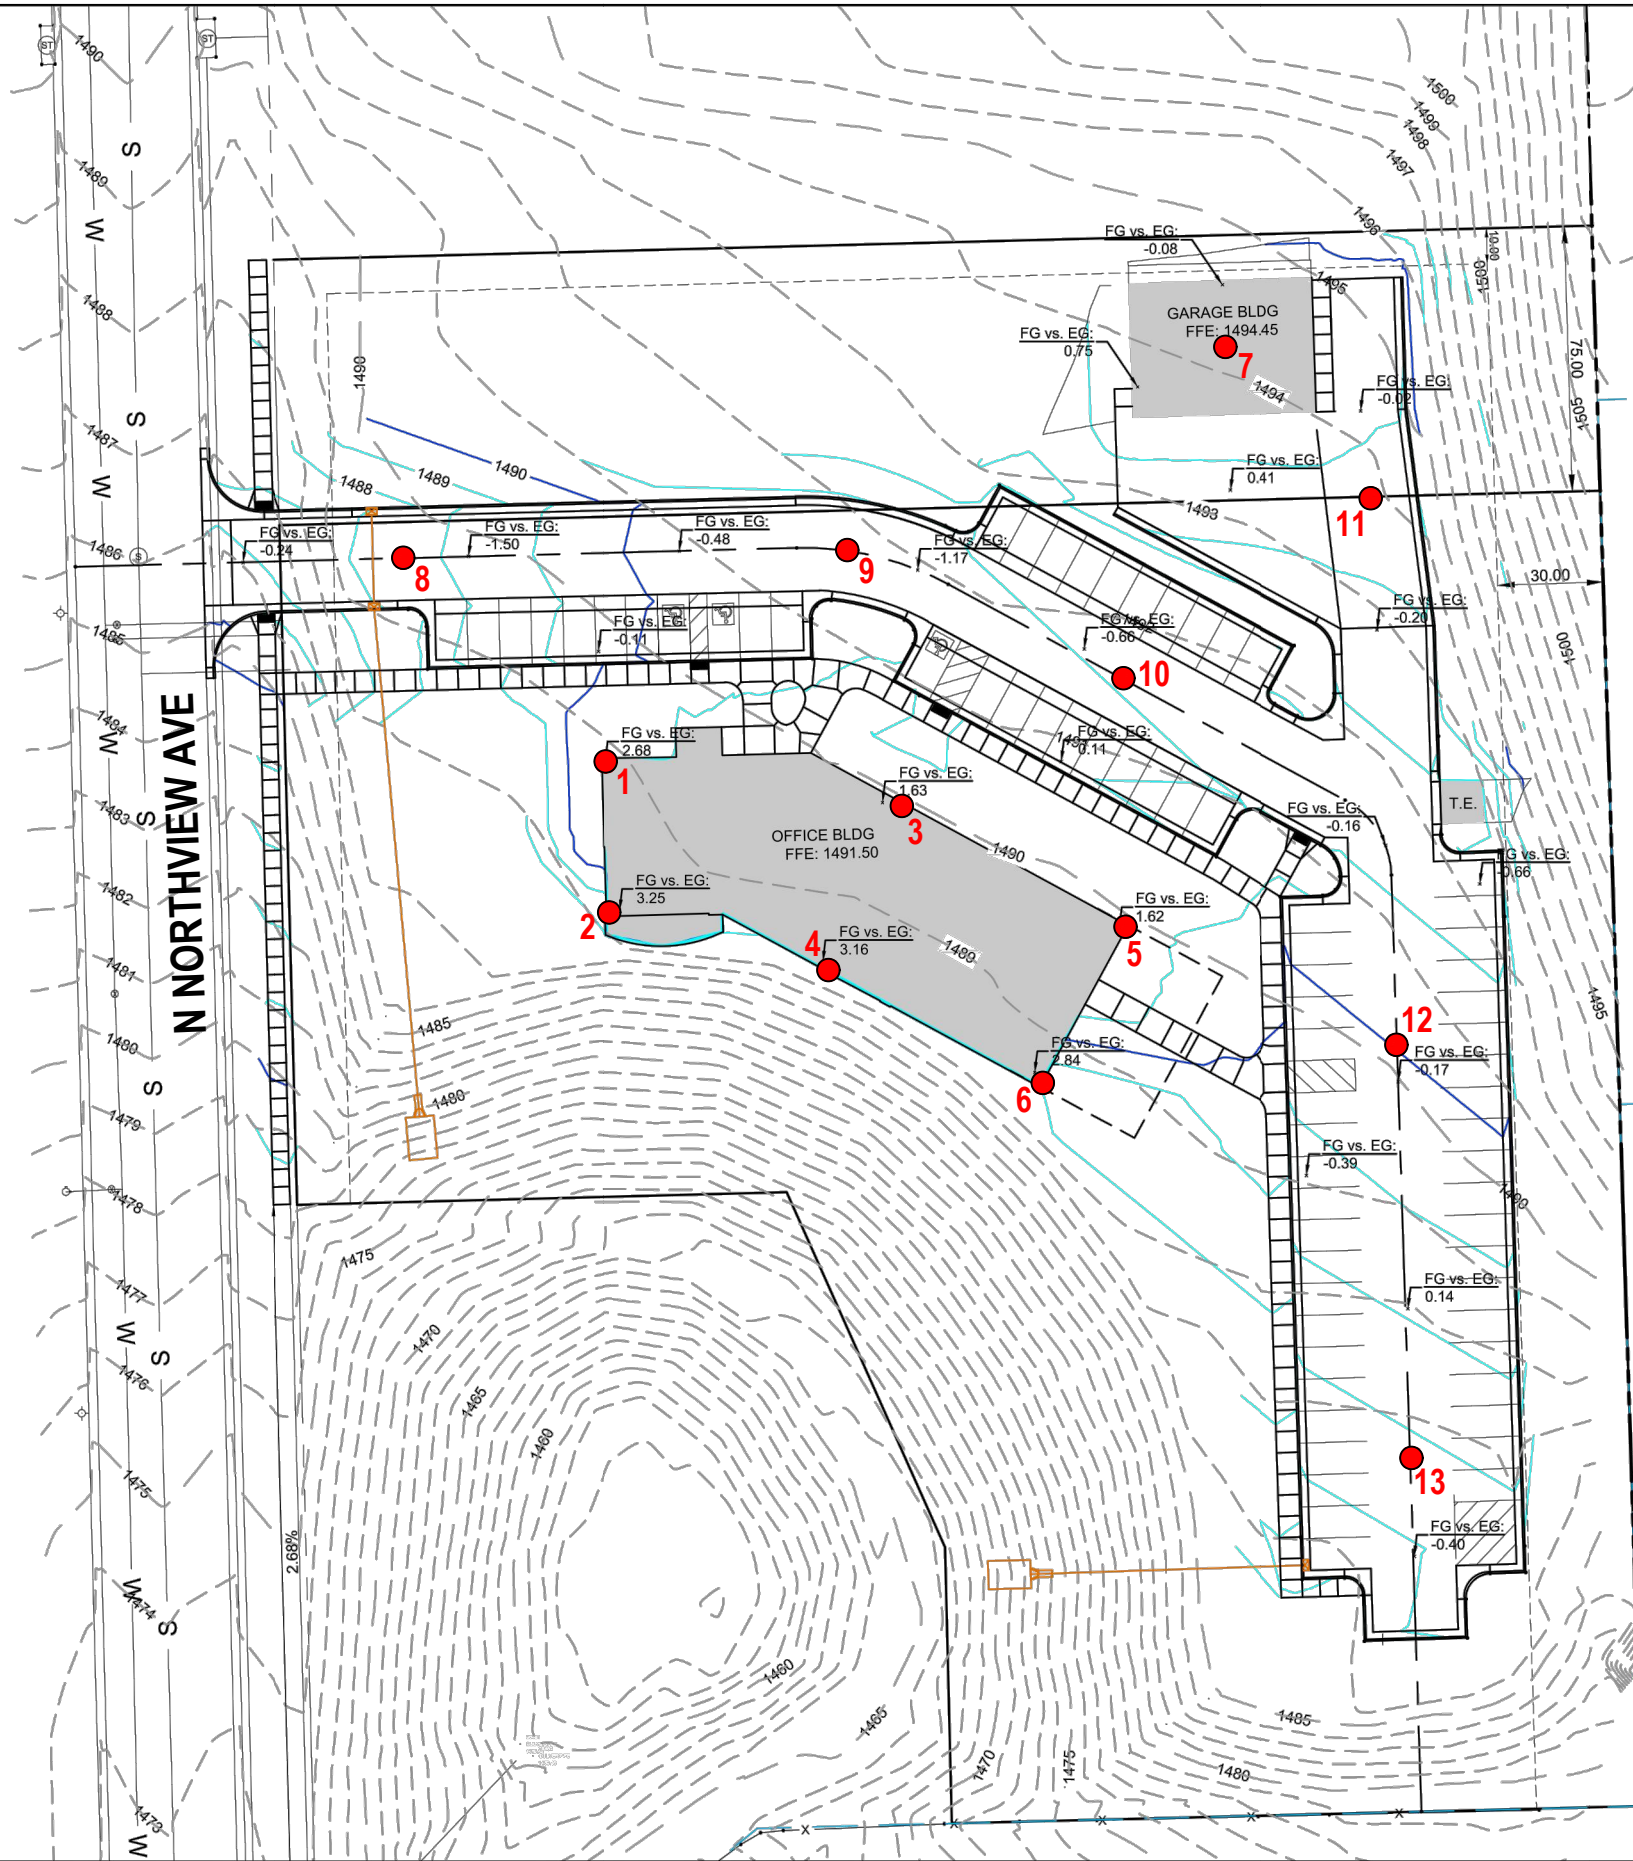 ST
ST
1490
1500
1499
1498
1497
S
1489
W
1496
FG vs. EG:
-0.08
10.00
1500
1495
1488
GARAGE BLDG
FFE: 1494.45
FG vs. EG:
0.75
7
1490
75.00
1494
FG vs. EG:
-0.02
1505
S
1487
W
1490
1489
1488
FG vs. EG:
0.41
11
1493
FG vs. EG:
-0.24
FG vs. EG:
-1.50
FG vs. EG:
-0.48
FG vs. EG:
-1.17
1486
S
8
9
30.00
FG vs. EG:
-0.11
FG vs. EG:
-0.66
1492
FG vs. EG:
-0.20
1485
1500
10
1484
W
N NORTHVIEW AVE
FG vs. EG:
2.68
1
FG vs. EG:
0.11
1491
FG vs. EG:
1.63
3
T.E.
FG vs. EG:
-0.16
1483
S
OFFICE BLDG
FFE: 1491.50
1490
FG vs. EG:
-0.66
1482
FG vs. EG:
3.25
2
FG vs. EG:
1.62
5
4
FG vs. EG:
3.16
1489
1481
1495
1485
12
1480
FG vs. EG:
2.84
6
FG vs. EG:
-0.17
S
1480
1479
FG vs. EG:
-0.39
1478
1490
1475
1477
FG vs. EG:
0.14
W
1470
S
1476
1465
1460
13
1475
2.68%
FG vs. EG:
-0.40
W
1474
S
1460
1465
1485
1470
1475
1480
1473
W
X
X
X
X
X